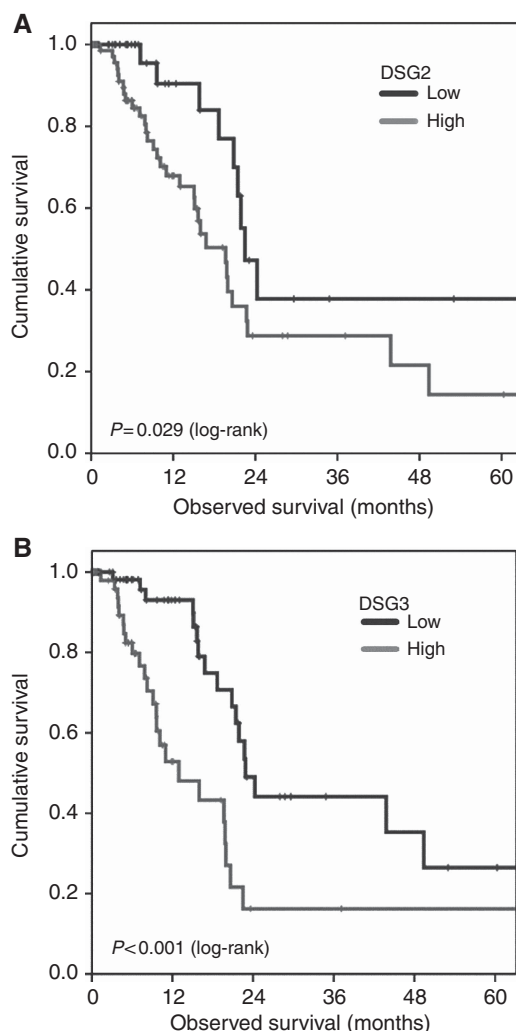 A
1.0
0.8
0.6
0.4
0.2
0.0
Cumulative survival
DSG2
Low
High
P=0.029 (log-rank)
0 12 24 36 48 60
Observed survival (months)
B
1.0
0.8
0.6
0.4
0.2
0.0
Cumulative survival
DSG3
Low
High
P<0.001 (log-rank)
0 12 24 36 48 60
Observed survival (months)